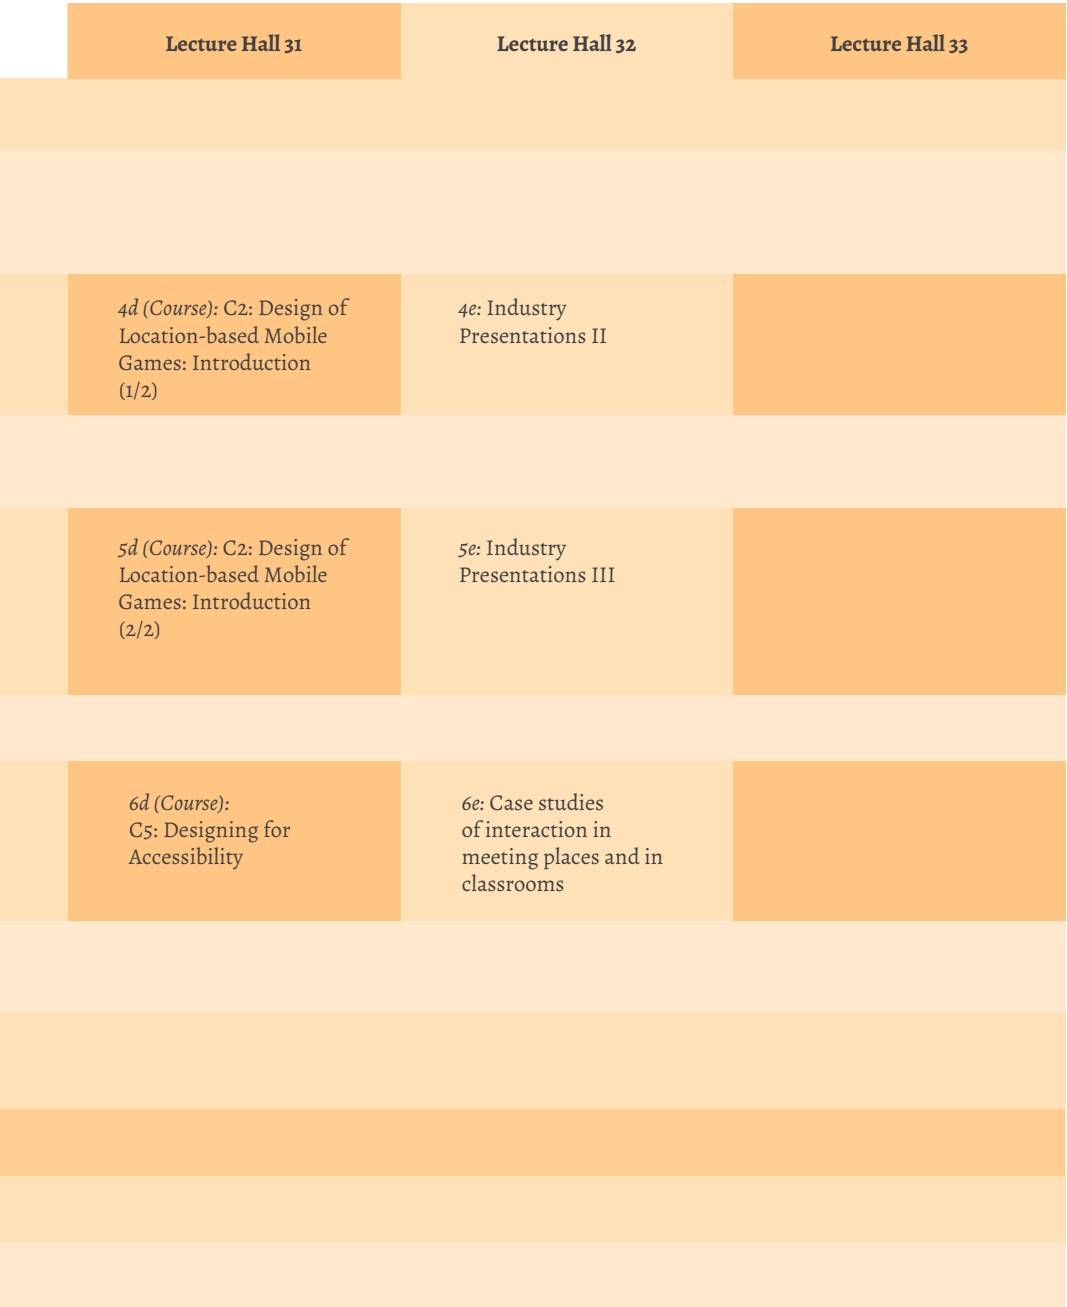 Lecture Hall 31
Lecture Hall 32
Lecture Hall 33
4d (Course): C2: Design of
Location-based Mobile
Games: Introduction
(1/2)
4e: Industry
Presentations II
5d (Course): C2: Design of
Location-based Mobile
Games: Introduction
(2/2)
5e: Industry
Presentations III
6d (Course):
C5: Designing for
Accessibility
6e: Case studies
of interaction in
meeting places and in
classrooms